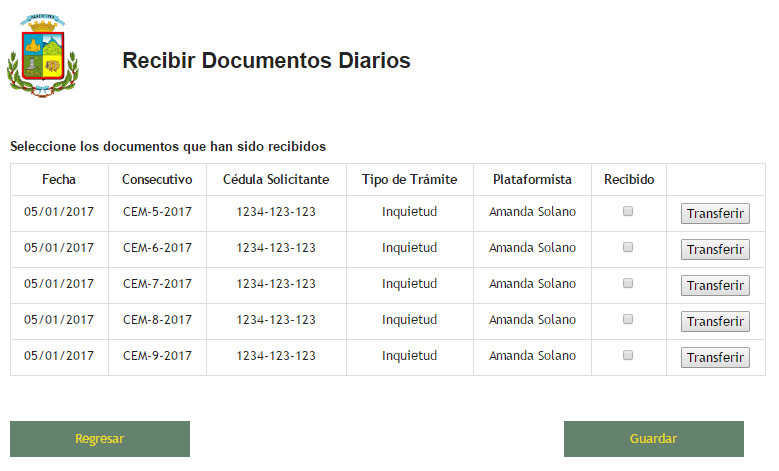 Recibir Documentos Diarios
Seleccione los documentos que han sido recibidos
Fecha Consecutivo Cédula Solicitante Tipo de Trámite Plataformista Recibido
05/01/2017 CEM-5-2017 1234-123-123 Inquietud Amanda Solano Transferir
05/01/2017 CEM-6-2017 1234-123-123 Inquietud Amanda Solano Transferir
05/01/2017 CEM-7-2017 1234-123-123 Inquietud Amanda Solano Transferir
05/01/2017 CEM-8-2017 1234-123-123 Inquietud Amanda Solano Transferir
05/01/2017 CEM-9-2017 1234-123-123 Inquietud Amanda Solano Transferir
Regresar Guardar